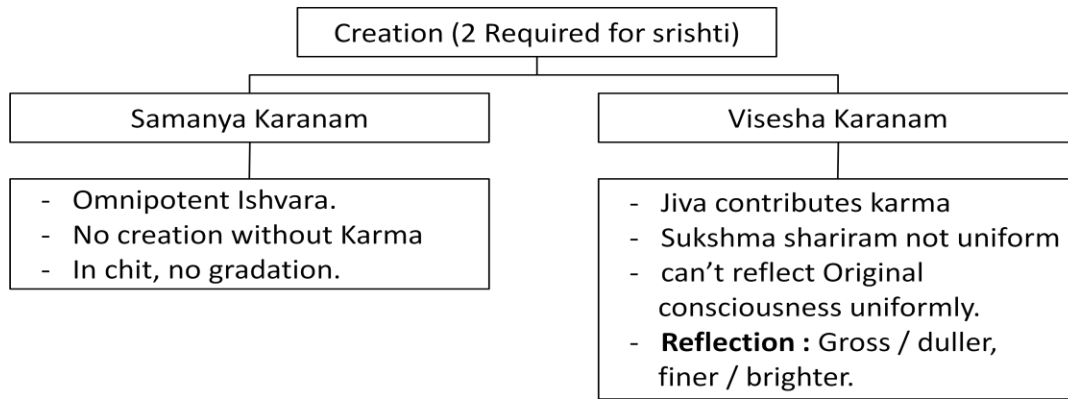 Creation (2 Required for srishti)
Samanya Karanam
Visesha Karanam
- Omnipotent Ishvara.
- No creation without Karma
- In chit, no gradation.
- Jiva contributes karma
- Sukshma shariram not uniform
- can’t reflect Original
consciousness uniformly.
- Reflection : Gross / duller,
finer / brighter.